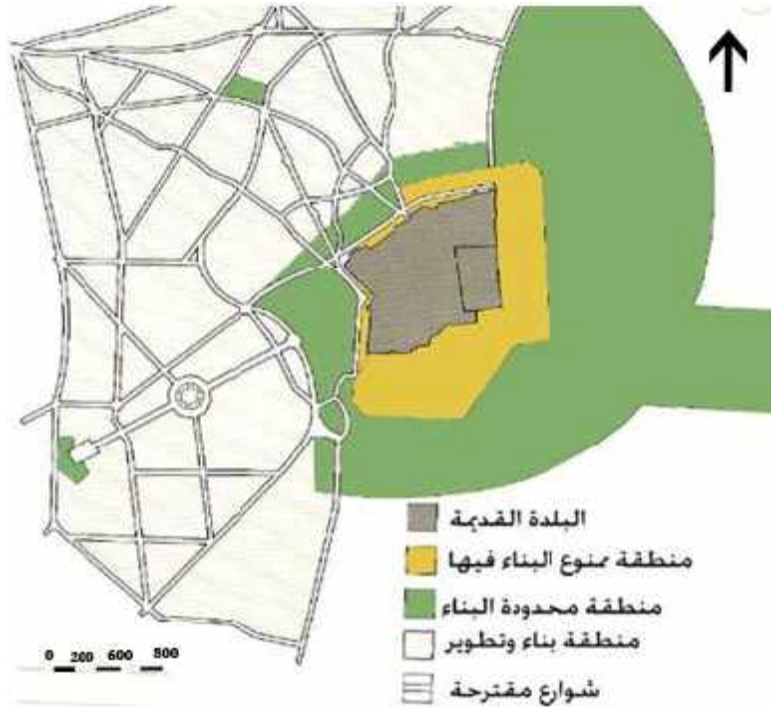 البلدة القديمة
منطقة ممنوع البناء فيها
منطقة محدودة البناء
منطقة بناء وتطوير
شوارع مقترحة
0 200 600 800